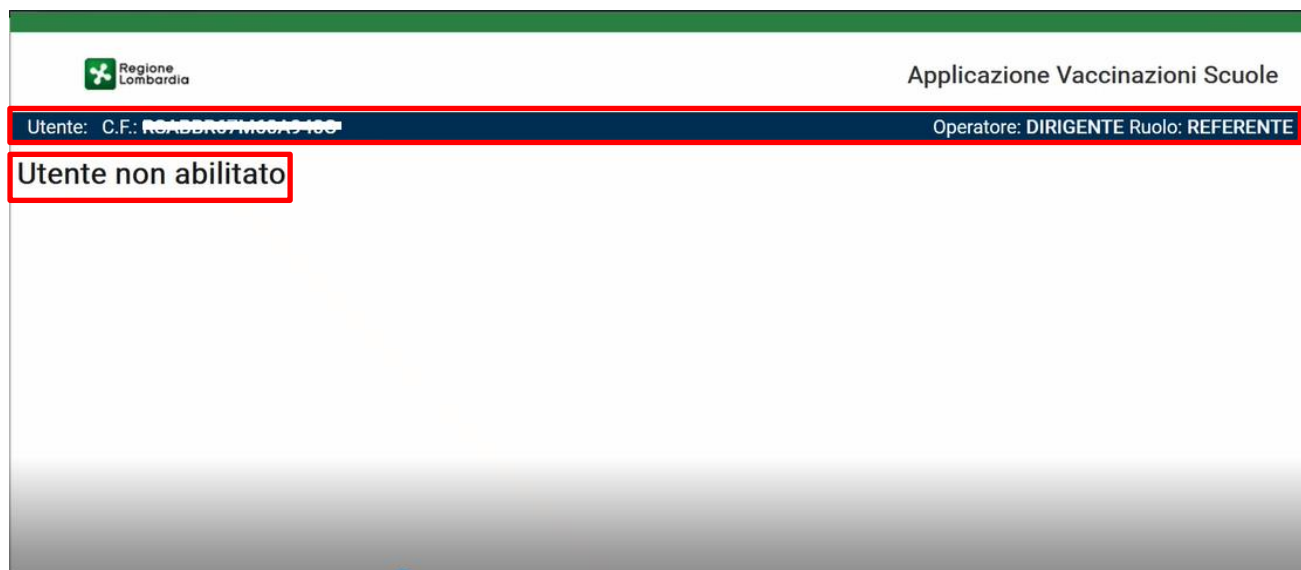 Regione
Lombardia
Applicazione Vaccinazioni Scuole
Utente: C.F.:
Operatore: DIRIGENTE Ruolo: REFERENTE
Utente non abilitato